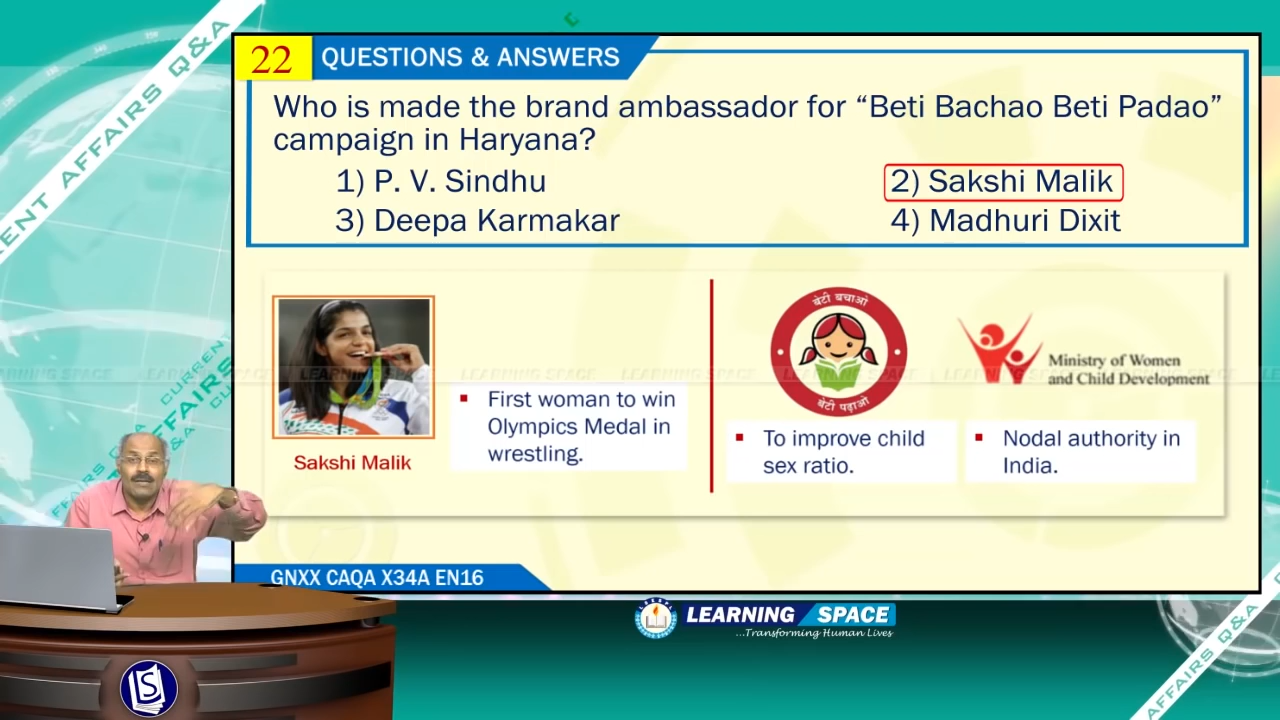 22
QUESTIONS & ANSWERS
Who is made the brand ambassador for “Beti Bachao Beti Padao”
campaign in Haryana?
1) P. V. Sindhu
2) Sakshi Malik
3) Deepa Karmakar
4) Madhuri Dixit
Sakshi Malik
First woman to win
Olympics Medal in
wrestling.
बेटी बचाओ
बेटी पढ़ाओ
To improve child
sex ratio.
Ministry of Women
and Child Development
Nodal authority in
India.
GNXX CAQA X34A EN16
LEARNING SPACE
...Transforming Human Lives
LS
ENT AFFAIRS Q&A
CURRENT
AFFAIRS Q&A